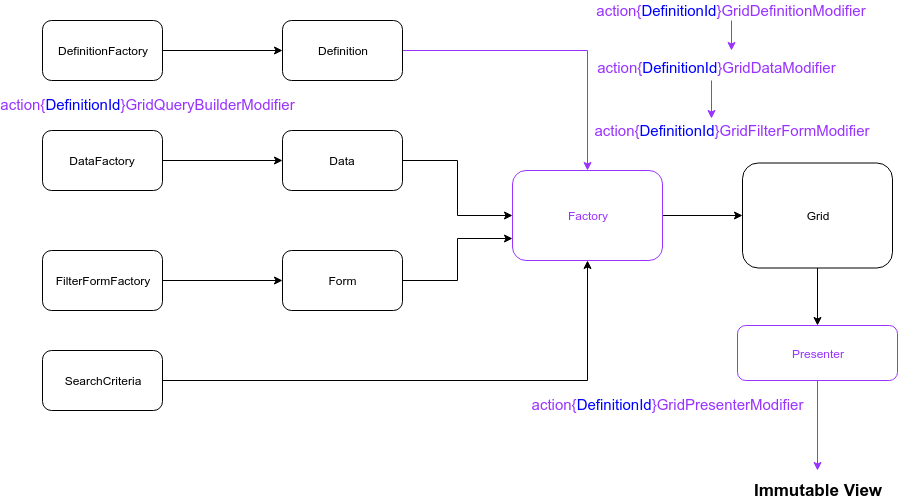 action{DefinitionId}GridDefinitionModifier
DefinitionFactory
Definition
action{DefinitionId}GridDataModifier
action{DefinitionId}GridQueryBuilderModifier
action{DefinitionId}GridFilterFormModifier
DataFactory
Data
Factory
Grid
FilterFormFactory
Form
Presenter
SearchCriteria
action{DefinitionId}GridPresenterModifier
Immutable View